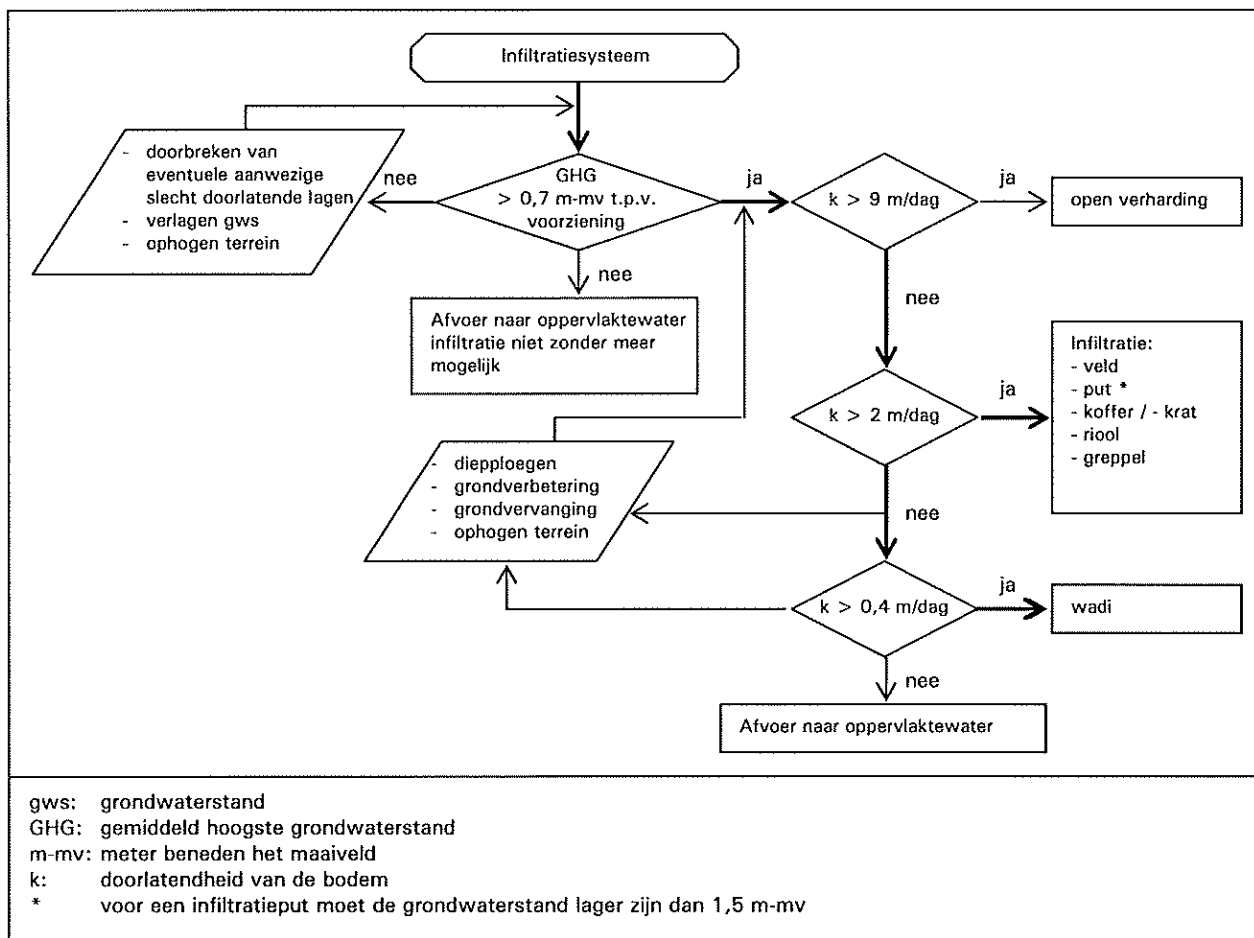 Infiltratiesysteem
- doorbreken van
eventuele aanwezige
slecht doorlatende lagen
- verlagen gws
- ophogen terrein
nee
GHG
> 0,7 m-mv t.p.v.
voorziening
ja
k > 9 m/dag
ja
open verharding
nee
Afvoer naar oppervlaktewater
infiltratie niet zonder meer
mogelijk
nee
k > 2 m/dag
ja
Infiltratie:
- veld
- put *
- koffer / - krat
- riool
- greppel
- diepploegen
- grondverbetering
- grondvervanging
- ophogen terrein
nee
k > 0,4 m/dag
ja
wadi
nee
Afvoer naar oppervlaktewater
gws: grondwaterstand
GHG: gemiddeld hoogste grondwaterstand
m-mv: meter beneden het maaiveld
k: doorlatendheid van de bodem
* voor een infiltratieput moet de grondwaterstand lager zijn dan 1,5 m-mv